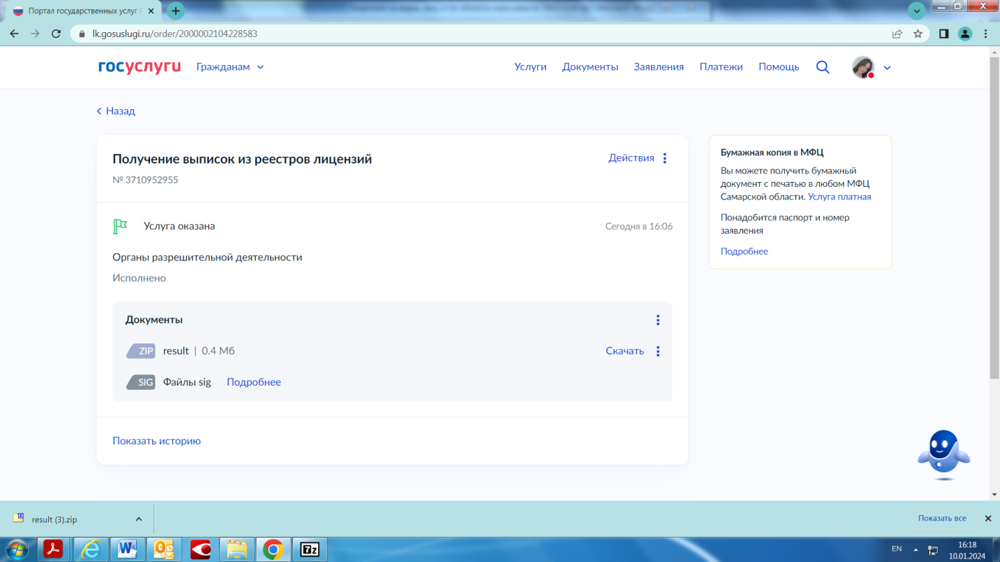 Портал государственных услуг
lk.gosuslugi.ru/order/2000002104228583
госуслуги
Гражданам
Услуги
Документы
Заявления
Платежи
Помощь
Назад
Получение выписок из реестров лицензий
Действия
№ 3710952955
Услуга оказана
Сегодня в 16:06
Органы разрешительной деятельности
Исполнено
Документы
ZIP result | 0.4 Мб
Скачать
SIG Файлы sig Подробнее
Показать историю
Бумажная копия в МФЦ
Вы можете получить бумажный
документ с печатью в любом МФЦ
Самарской области. Услуга платная
Понадобится паспорт и номер
заявления
Подробнее
result (3).zip
Показать все
7z
EN
16:18
10.01.2024